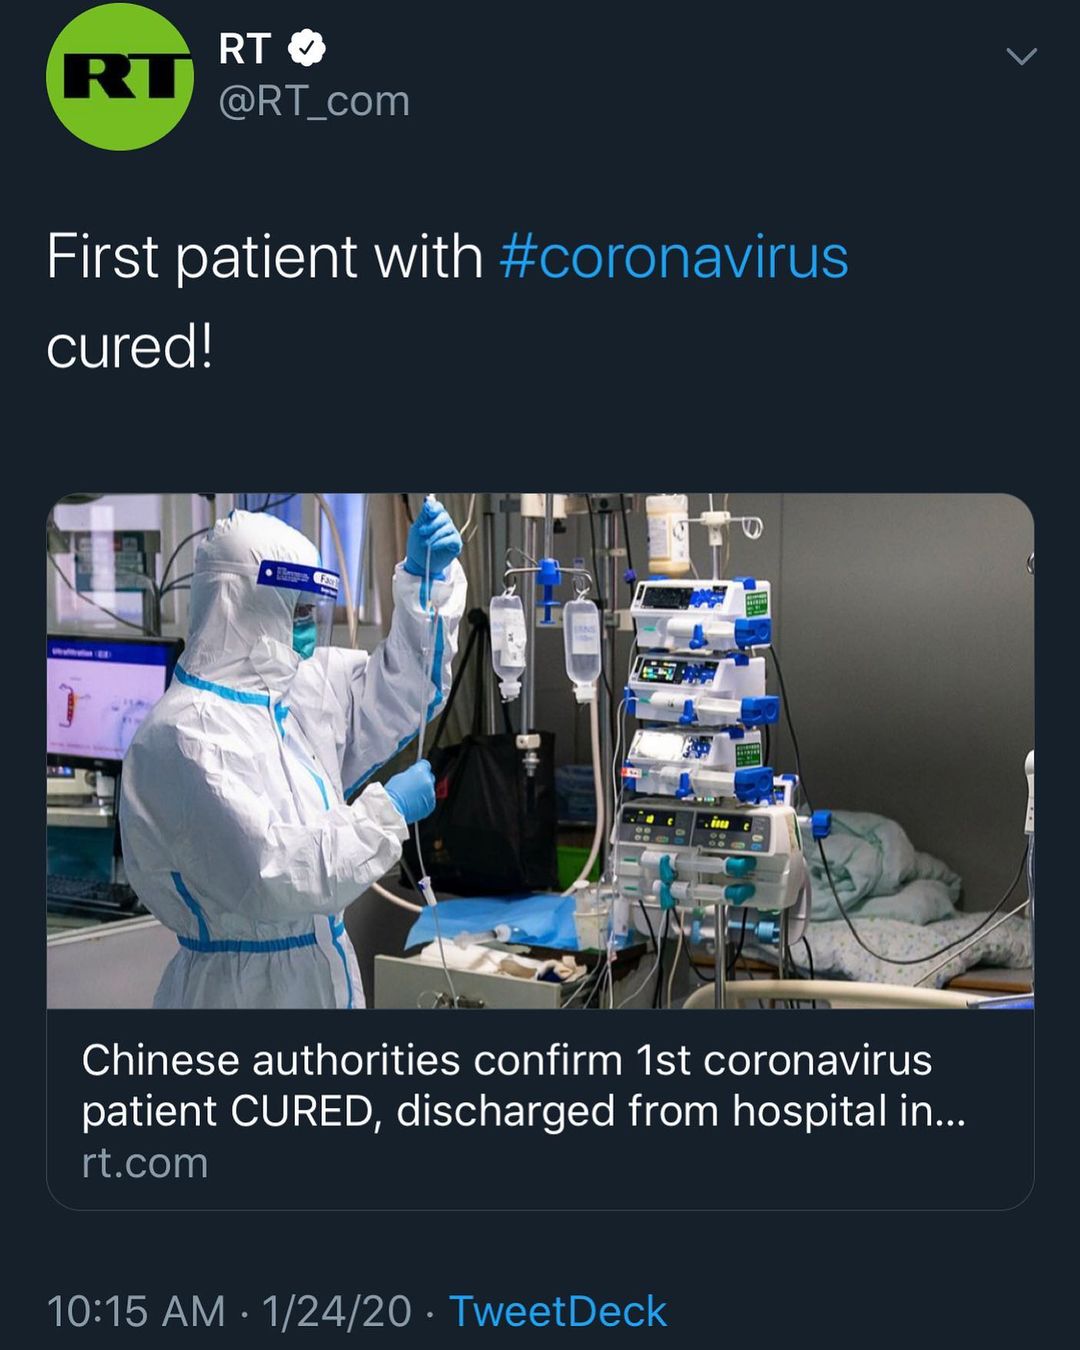 RT
RT
@RT_com
First patient with #coronavirus
cured!
Chinese authorities confirm 1st coronavirus
patient CURED, discharged from hospital in...
rt.com
10:15 AM · 1/24/20 · TweetDeck